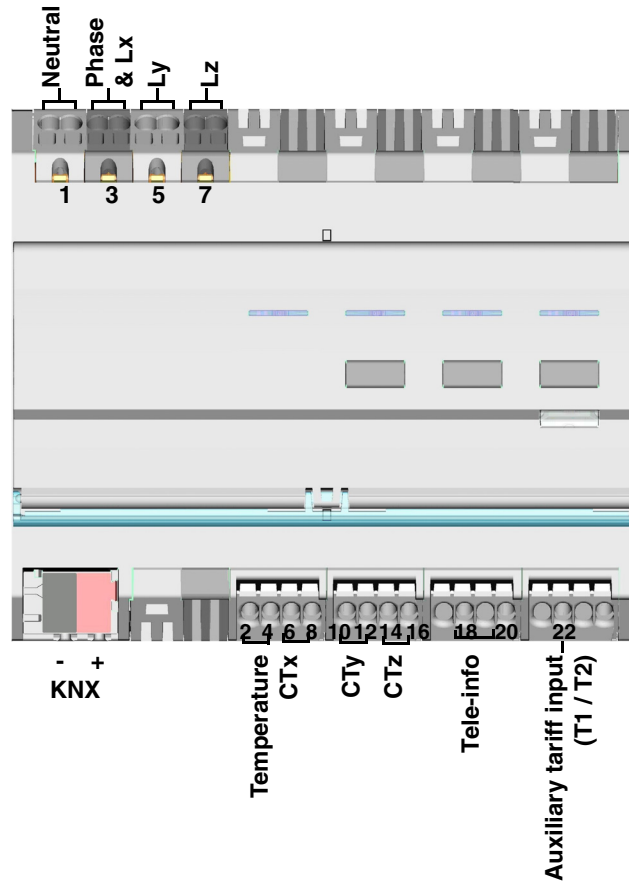 Neutral
Phase
& Lx
Ly
Lz
1 3 5 7
2 4 6 8 10 12 14 16 18 20 22
- +
KNX
Temperature
CTx
CTy
CTz
Tele-info
Auxiliary tariff input
(T1 / T2)